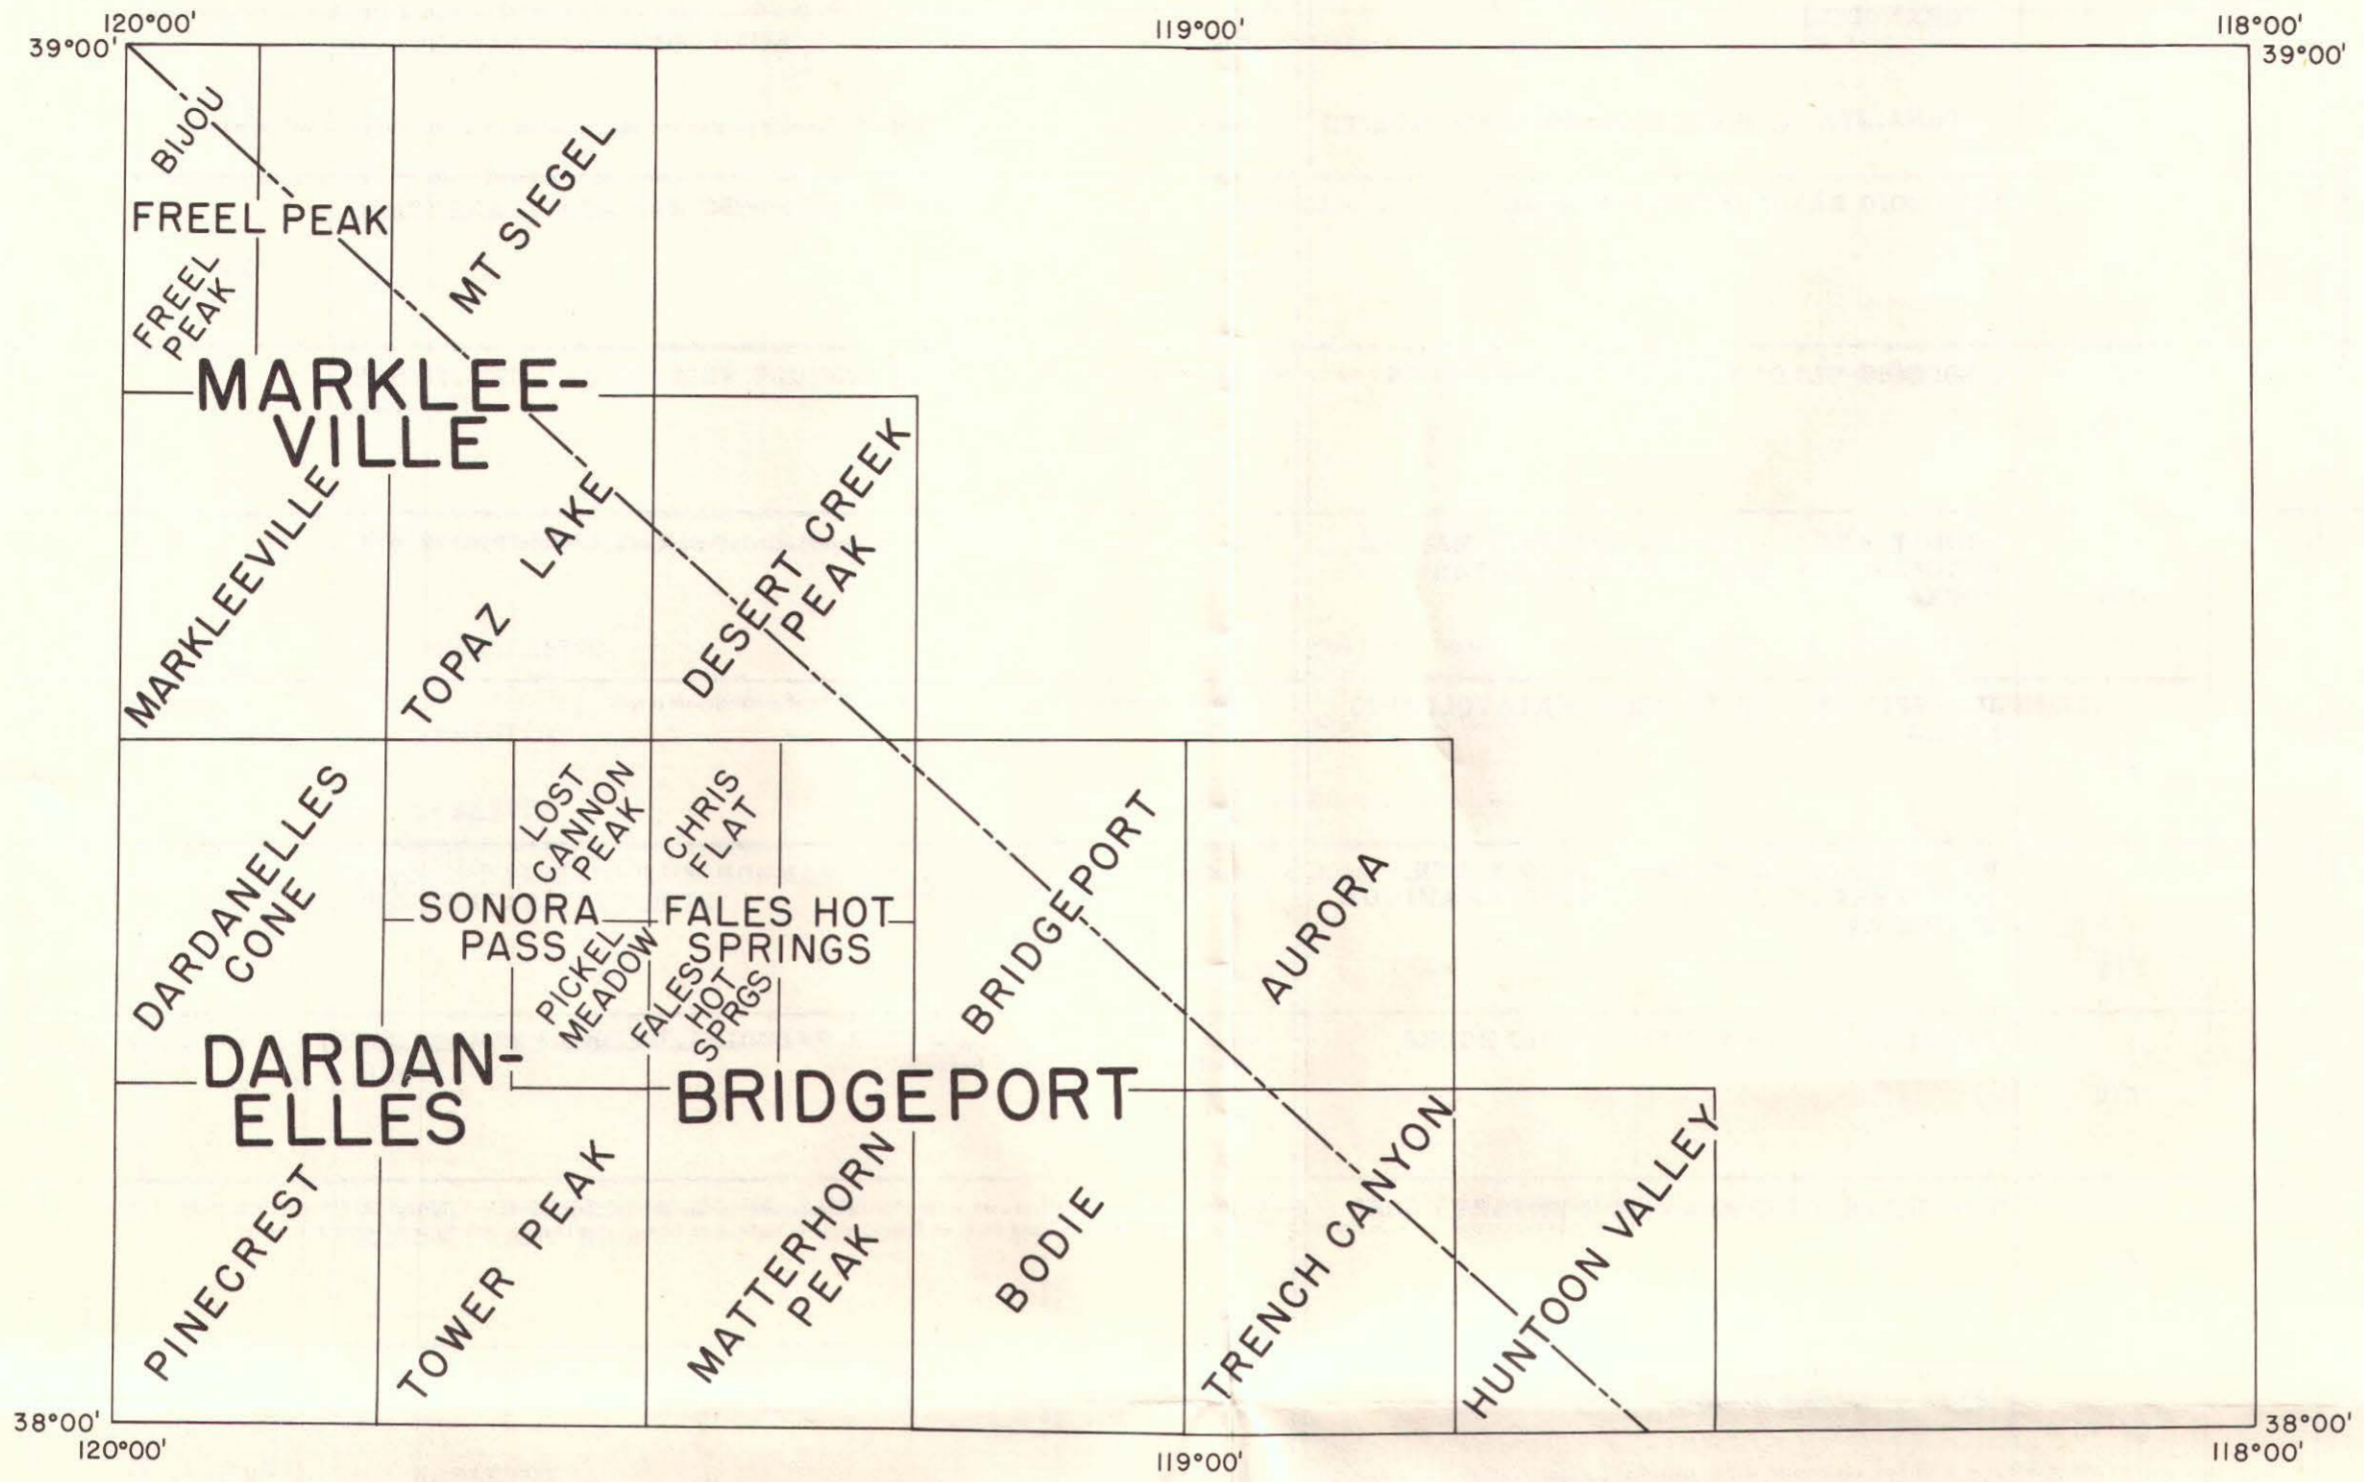 120°00'
119°00'
118°00'
39°00'
39°00'
BIJOU
MT SIEGEL
FREEL PEAK
FREEL
PEAK
MARKLEE-
VILLE
MARKLEEVILLE
TOPAZ LAKE
DESERT CREEK
PEAK
DARDANELLES
CONE
LOST
CANNON
PEAK
CHRIS
FLAT
BRIDGEPORT
AURORA
SONORA
PASS
FALES HOT
SPRINGS
PICKEL
MEADOW
FALES
HOT
SPRGS
DARDAN-
ELLES
BRIDGEPORT
PINECREST
TOWER PEAK
MATTERHORN
PEAK
BODIE
TRENCH CANYON
HUNTOON VALLEY
38°00'
38°00'
120°00'
119°00'
118°00'